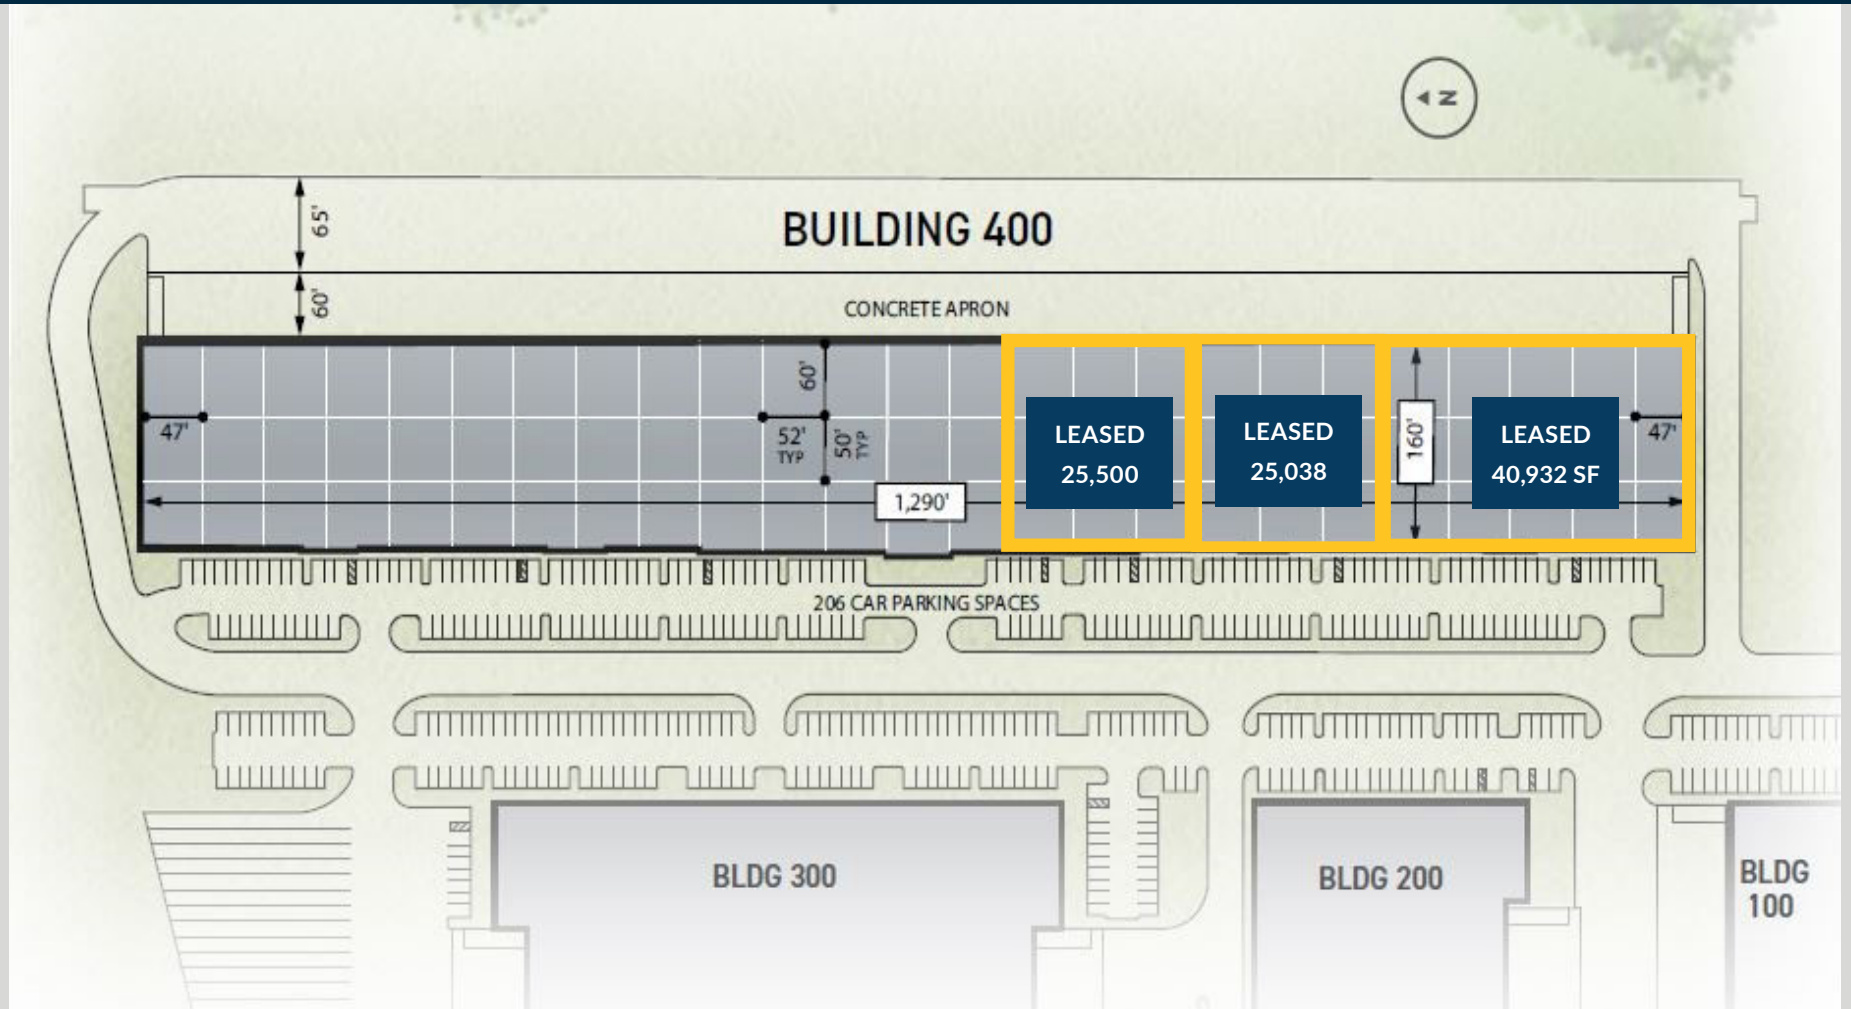 N
65'
BUILDING 400
60'
CONCRETE APRON
60'
47'
52'
TYP
50'
TYP
1,290'
LEASED
25,500
LEASED
25,038
160'
LEASED
40,932 SF
47'
206 CAR PARKING SPACES
BLDG 300
BLDG 200
BLDG
100